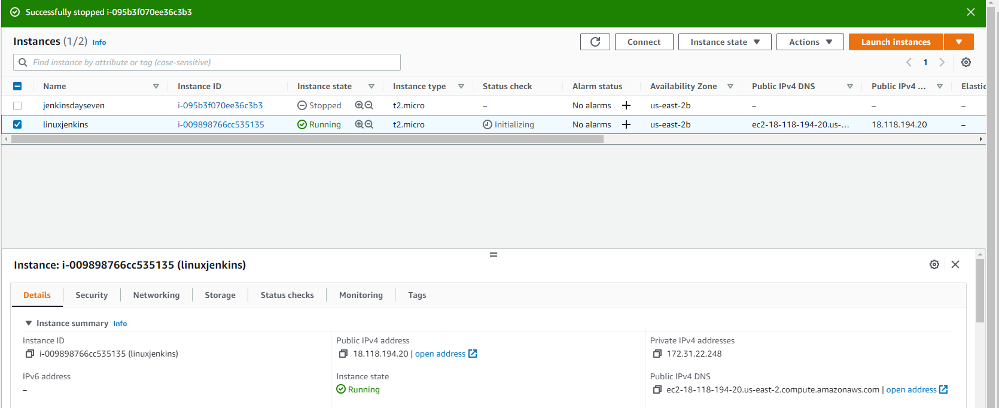 Successfully stopped i-095b3f070ee36c3b3
Instances (1/2) Info
Connect Instance state Actions Launch instances
Find instance by attribute or tag (case-sensitive) 1
Name Instance ID Instance state Instance type Status check Alarm status Availability Zone Public IPv4 DNS Public IPv4 ... Elastic
jenkinsdayseven i-095b3f070ee36c3b3 Stopped t2.micro – No alarms + us-east-2b – – –
linuxjenkins i-009898766cc535135 Running t2.micro Initializing No alarms + us-east-2b ec2-18-118-194-20.us-... 18.118.194.20 –
Instance: i-009898766cc535135 (linuxjenkins)
Details Security Networking Storage Status checks Monitoring Tags
Instance summary Info
Instance ID Public IPv4 address Private IPv4 addresses
i-009898766cc535135 (linuxjenkins) 18.118.194.20 | open address 172.31.22.248
IPv6 address Instance state Public IPv4 DNS
– Running ec2-18-118-194-20.us-east-2.compute.amazonaws.com | open address